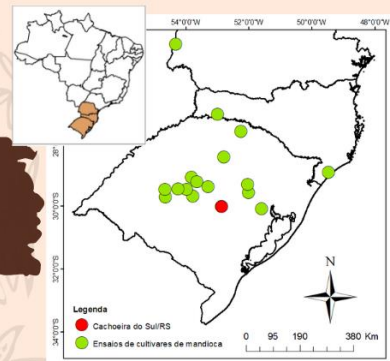 54°0'0"W 52°0'0"W 50°0'0"W 48°0'0"W
26°
30°0'0"S
32°0'0"S
34°0'0"S
N
Legenda
Cachoeira do Sul/RS
Ensaios de cultivares de mandioca
0 95 190 380 Km